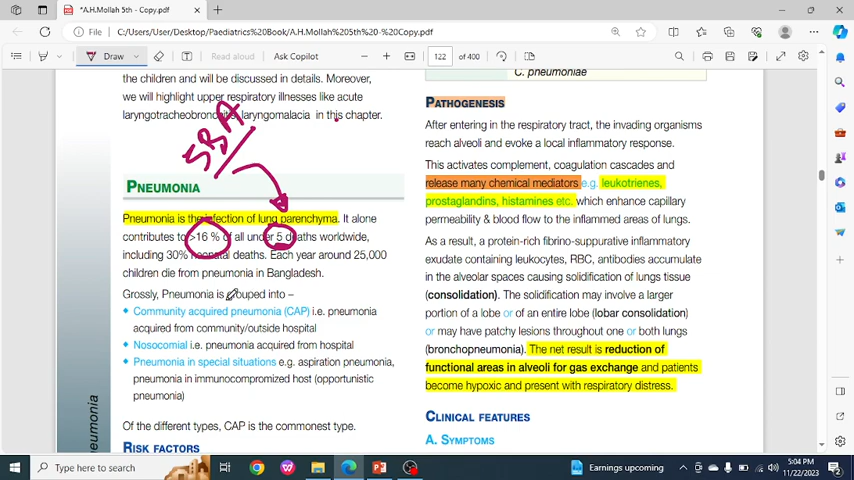 *A.H.Mollah 5th - Copy.pdf
File
C:/Users/User/Desktop/Paediatrics%20Book/A.H.Mollah%205th%20-%20Copy.pdf
Draw
Read aloud
Ask Copilot
122
of 400
the children and will be discussed in details. Moreover,
we will highlight upper respiratory illnesses like acute
laryngotracheobronchitis, laryngomalacia in this chapter.
SBA
PNEUMONIA
Pneumonia is the infection of lung parenchyma. It alone
contributes to >16 % of all under 5 deaths worldwide,
including 30% neonatal deaths. Each year around 25,000
children die from pneumonia in Bangladesh.
Grossly, Pneumonia is grouped into –
Community acquired pneumonia (CAP) i.e. pneumonia
acquired from community/outside hospital
Nosocomial i.e. pneumonia acquired from hospital
Pneumonia in special situations e.g. aspiration pneumonia,
pneumonia in immunocompromized host (opportunistic
pneumonia)
Of the different types, CAP is the commonest type.
RISK FACTORS
eumonia
C. pneumoniae
PATHOGENESIS
After entering in the respiratory tract, the invading organisms
reach alveoli and evoke a local inflammatory response.
This activates complement, coagulation cascades and
release many chemical mediators e.g. leukotrienes,
prostaglandins, histamines etc. which enhance capillary
permeability & blood flow to the inflamed areas of lungs.
As a result, a protein-rich fibrino-suppurative inflammatory
exudate containing leukocytes, RBC, antibodies accumulate
in the alveolar spaces causing solidification of lungs tissue
(consolidation). The solidification may involve a larger
portion of a lobe or of an entire lobe (lobar consolidation)
or may have patchy lesions throughout one or both lungs
(bronchopneumonia). The net result is reduction of
functional areas in alveoli for gas exchange and patients
become hypoxic and present with respiratory distress.
CLINICAL FEATURES
A. SYMPTOMS
Type here to search
Earnings upcoming
5:04 PM
11/22/2023